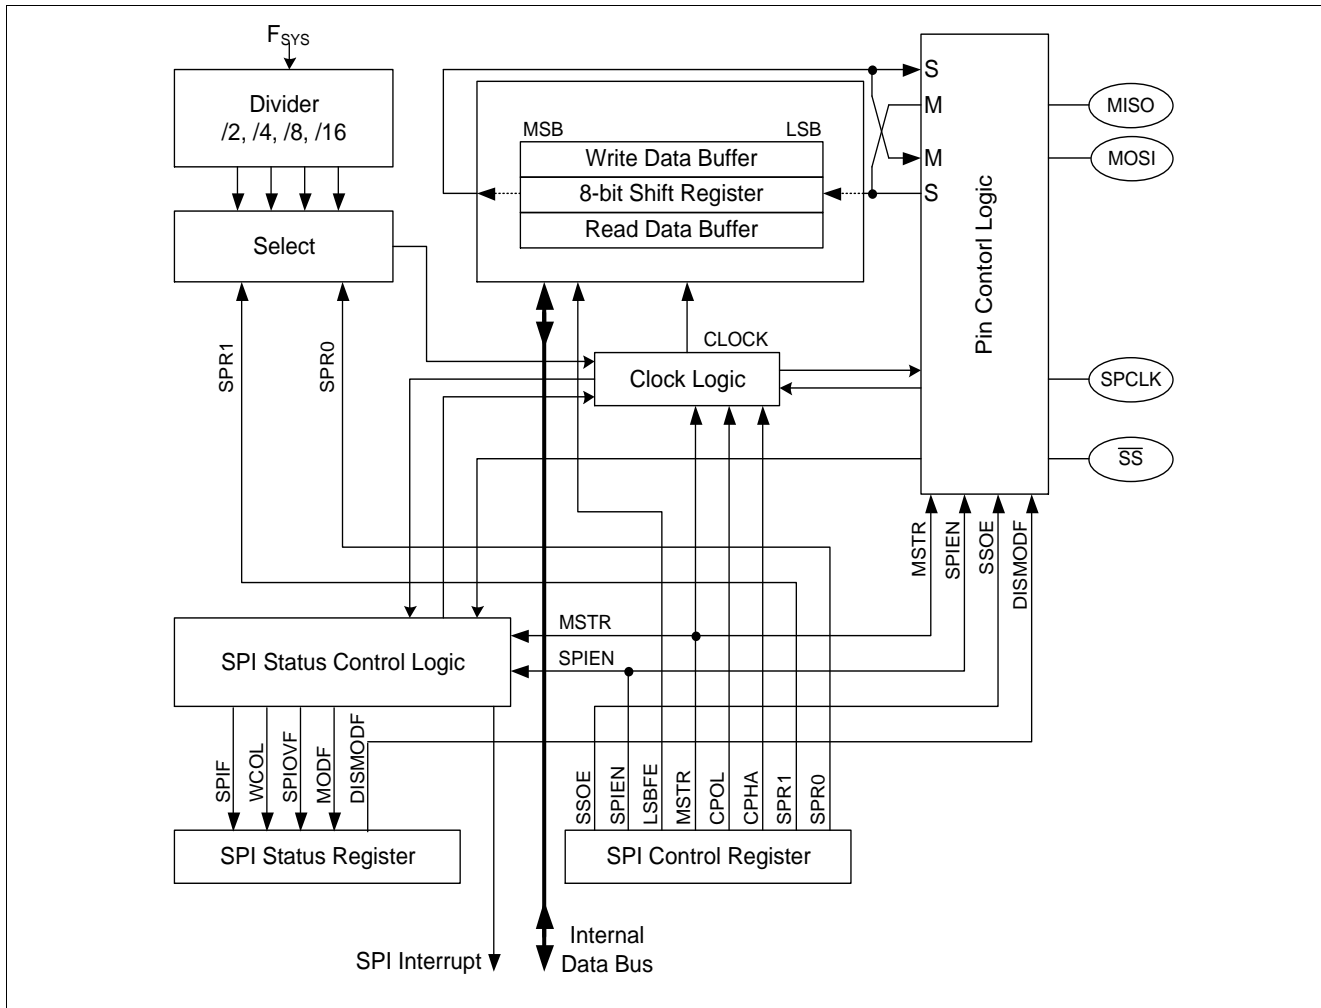 FSYS
Divider
/2, /4, /8, /16
Select
SPR1
SPR0
MSB
LSB
Write Data Buffer
8-bit Shift Register
Read Data Buffer
CLOCK
Clock Logic
S
M
M
S
Pin Contorl Logic
MISO
MOSI
SPCLK
SS
MSTR
SPIEN
SSOE
DISMODF
MSTR
SPIEN
SPI Status Control Logic
SPIF
WCOL
SPIOVF
MODF
DISMODF
SPI Status Register
SSOE
SPIEN
LSBFE
MSTR
CPOL
CPHA
SPR1
SPR0
SPI Control Register
SPI Interrupt
Internal
Data Bus